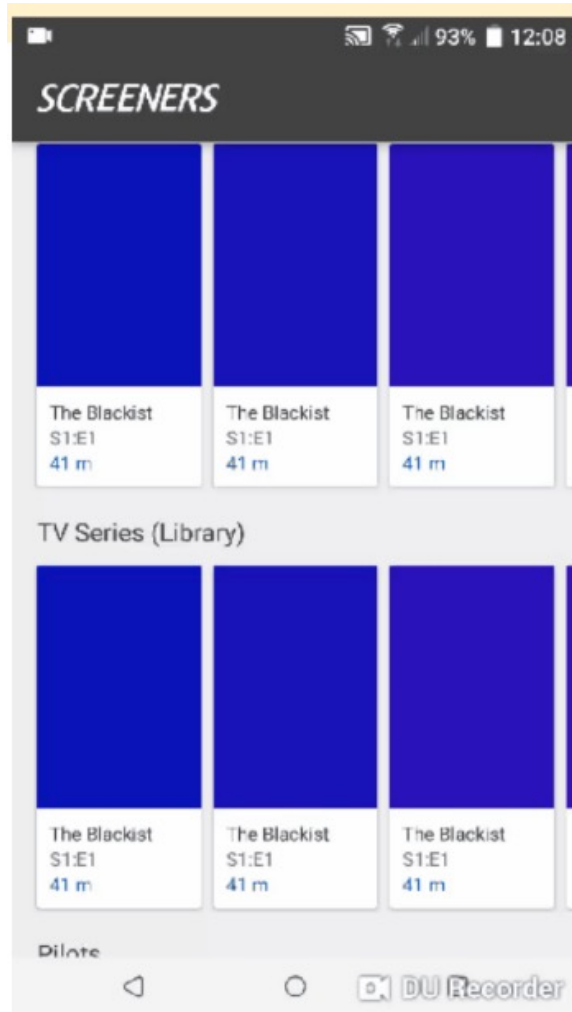 93% 12:08
SCREENERS
The Blackist The Blackist The Blackist
S1:E1 S1:E1 S1:E1
41 m 41 m 41 m
TV Series (Library)
The Blackist The Blackist The Blackist
S1:E1 S1:E1 S1:E1
41 m 41 m 41 m
Pilots
DU Recorder